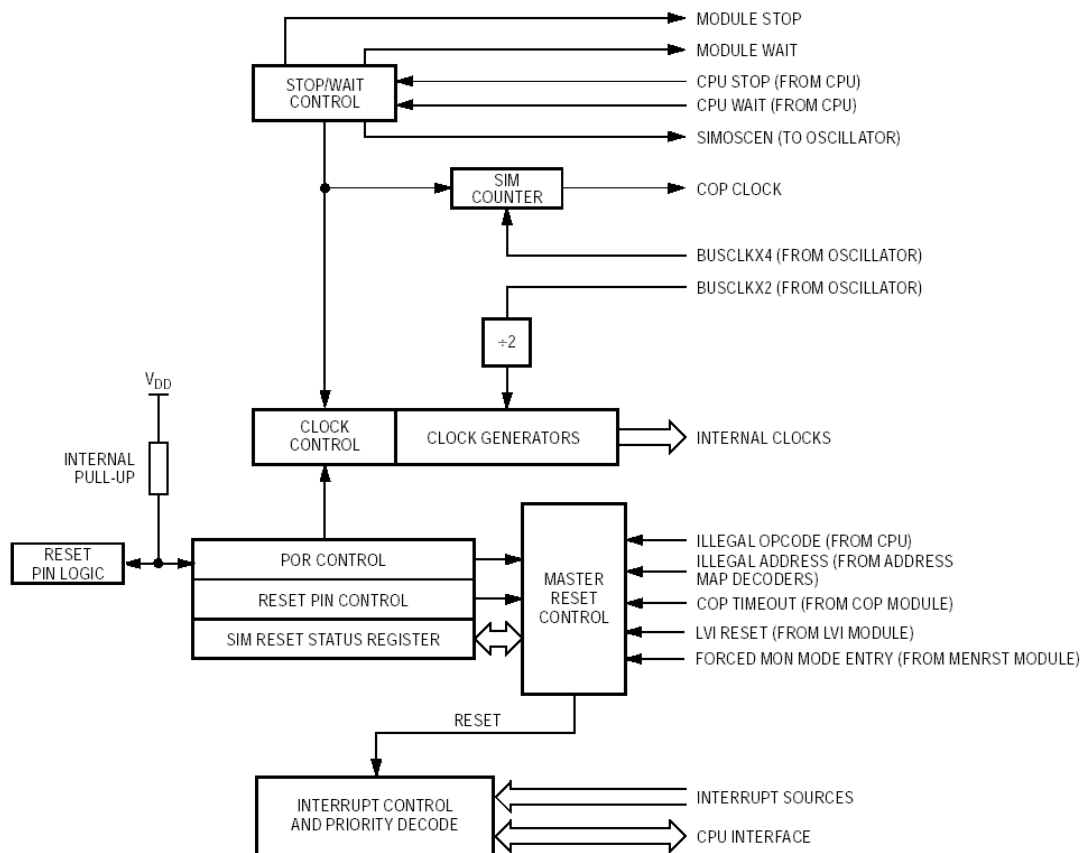 MODULE STOP
MODULE WAIT
STOP/WAIT
CONTROL
CPU STOP (FROM CPU)
CPU WAIT (FROM CPU)
SIMOSCEN (TO OSCILLATOR)
SIM
COUNTER
COP CLOCK
BUSCLKX4 (FROM OSCILLATOR)
BUSCLKX2 (FROM OSCILLATOR)
÷2
VDD
CLOCK
CONTROL
CLOCK GENERATORS
INTERNAL CLOCKS
INTERNAL
PULL-UP
RESET
PIN LOGIC
POR CONTROL
RESET PIN CONTROL
SIM RESET STATUS REGISTER
MASTER
RESET
CONTROL
ILLEGAL OPCODE (FROM CPU)
ILLEGAL ADDRESS (FROM ADDRESS
MAP DECODERS)
COP TIMEOUT (FROM COP MODULE)
LVI RESET (FROM LVI MODULE)
FORCED MON MODE ENTRY (FROM MENRST MODULE)
RESET
INTERRUPT CONTROL
AND PRIORITY DECODE
INTERRUPT SOURCES
CPU INTERFACE